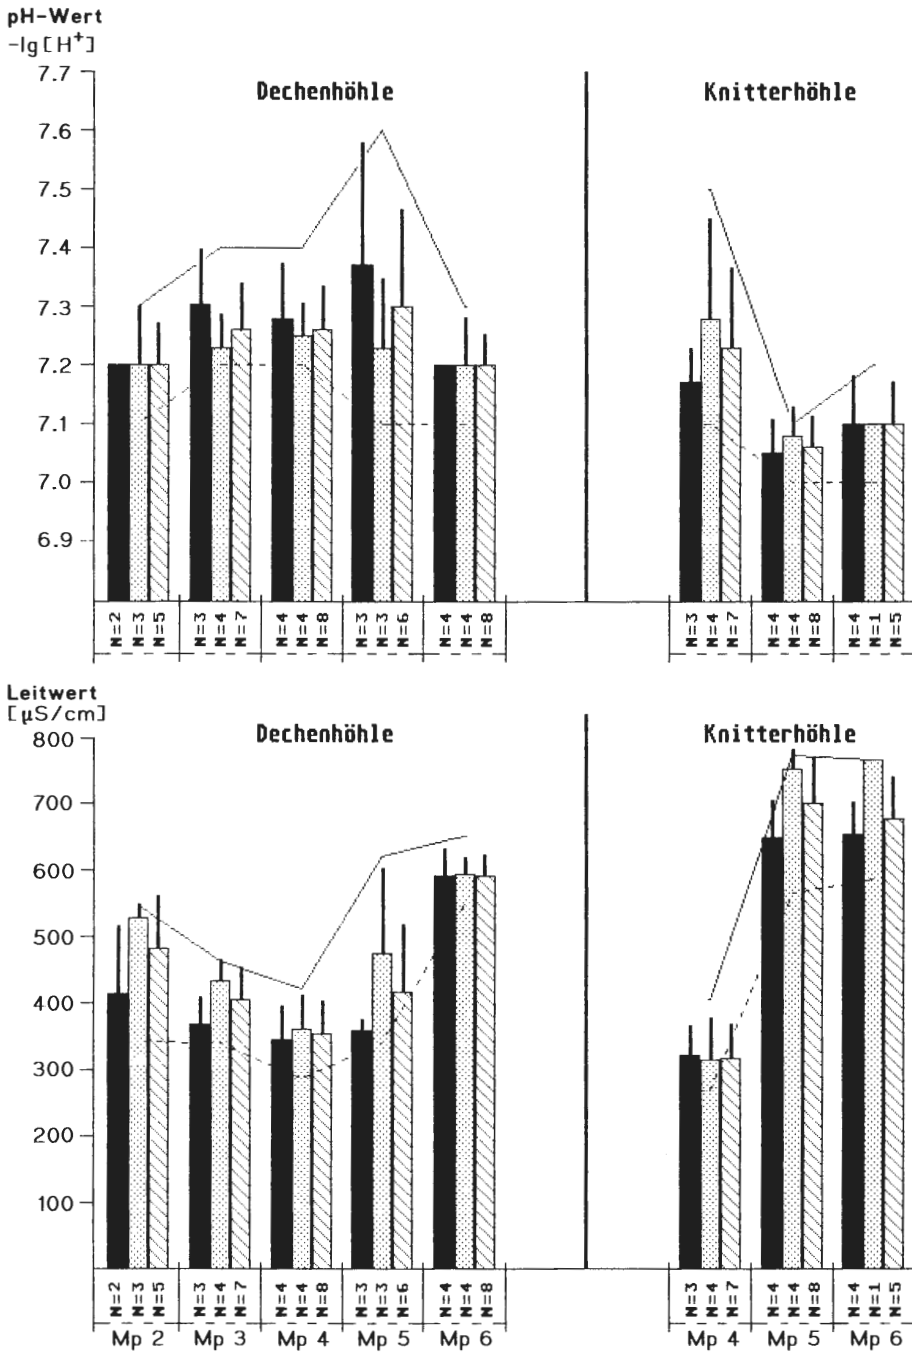 pH-Wert
-lg[H⁺]
Dechenhöhle
Knitterhöhle
7.7
7.6
7.5
7.4
7.3
7.2
7.1
7.0
6.9
N=2 N=3 N=5 N=3 N=4 N=7 N=4 N=4 N=8 N=3 N=3 N=6 N=4 N=4 N=8 N=3 N=4 N=7 N=4 N=4 N=8 N=4 N=1 N=5
Leitwert
[µS/cm]
Dechenhöhle
Knitterhöhle
800
700
600
500
400
300
200
100
N=2 N=3 N=5 N=3 N=4 N=7 N=4 N=4 N=8 N=3 N=3 N=6 N=4 N=4 N=8 N=3 N=4 N=7 N=4 N=4 N=8 N=4 N=1 N=5
Mp 2 Mp 3 Mp 4 Mp 5 Mp 6 Mp 4 Mp 5 Mp 6